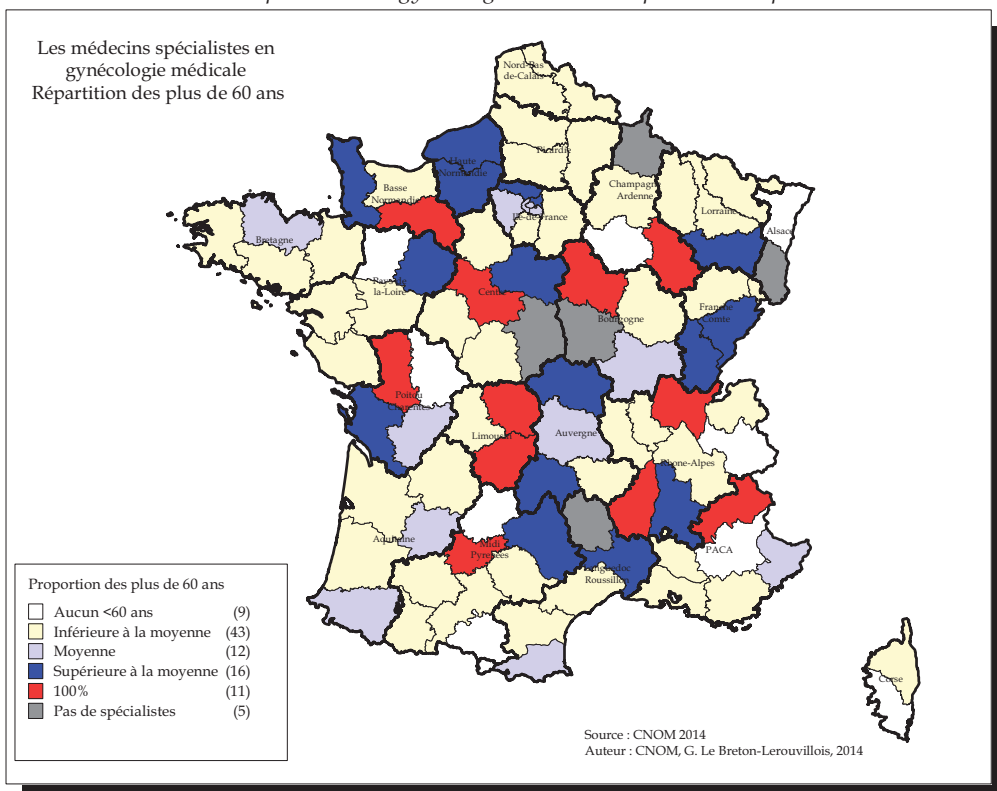 Les médecins spécialistes en
gynécologie médicale
Répartition des plus de 60 ans
Nord-Pas
de-Calais
Picardie
Haute
Normandie
Basse
Normandie
Champagne
Ardenne
Lorraine
Ile-de-France
Alsace
Bretagne
Pays de
la-Loire
Centre
Bourgogne
Franche
Comte
Poitou
Charentes
Limousin
Auvergne
Rhone-Alpes
Aquitaine
Midi
Pyrenées
PACA
Languedoc
Roussillon
Corse
Proportion des plus de 60 ans
Aucun <60 ans (9)
Inférieure à la moyenne (43)
Moyenne (12)
Supérieure à la moyenne (16)
100% (11)
Pas de spécialistes (5)
Source : CNOM 2014
Auteur : CNOM, G. Le Breton-Lerouvillois, 2014